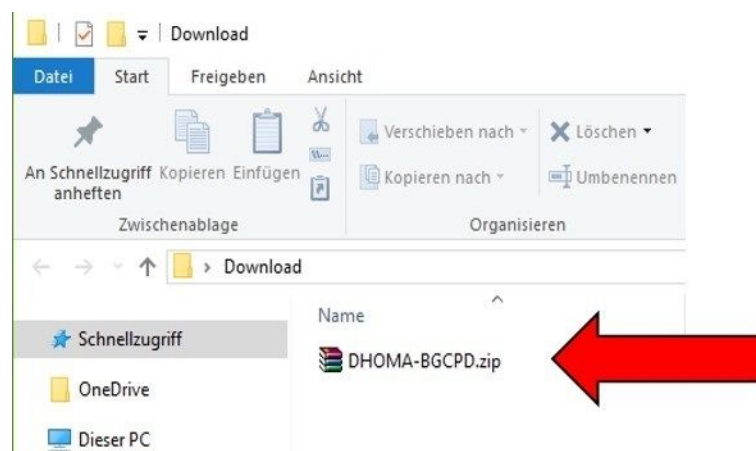 Download
Datei Start Freigeben Ansicht
Verschieben nach Löschen
An Schnellzugriff Kopieren Einfügen
anheften
Kopieren nach Umbenennen
Zwischenablage Organisieren
Download
Name
Schnellzugriff
DHOMA-BGCPD.zip
OneDrive
Dieser PC